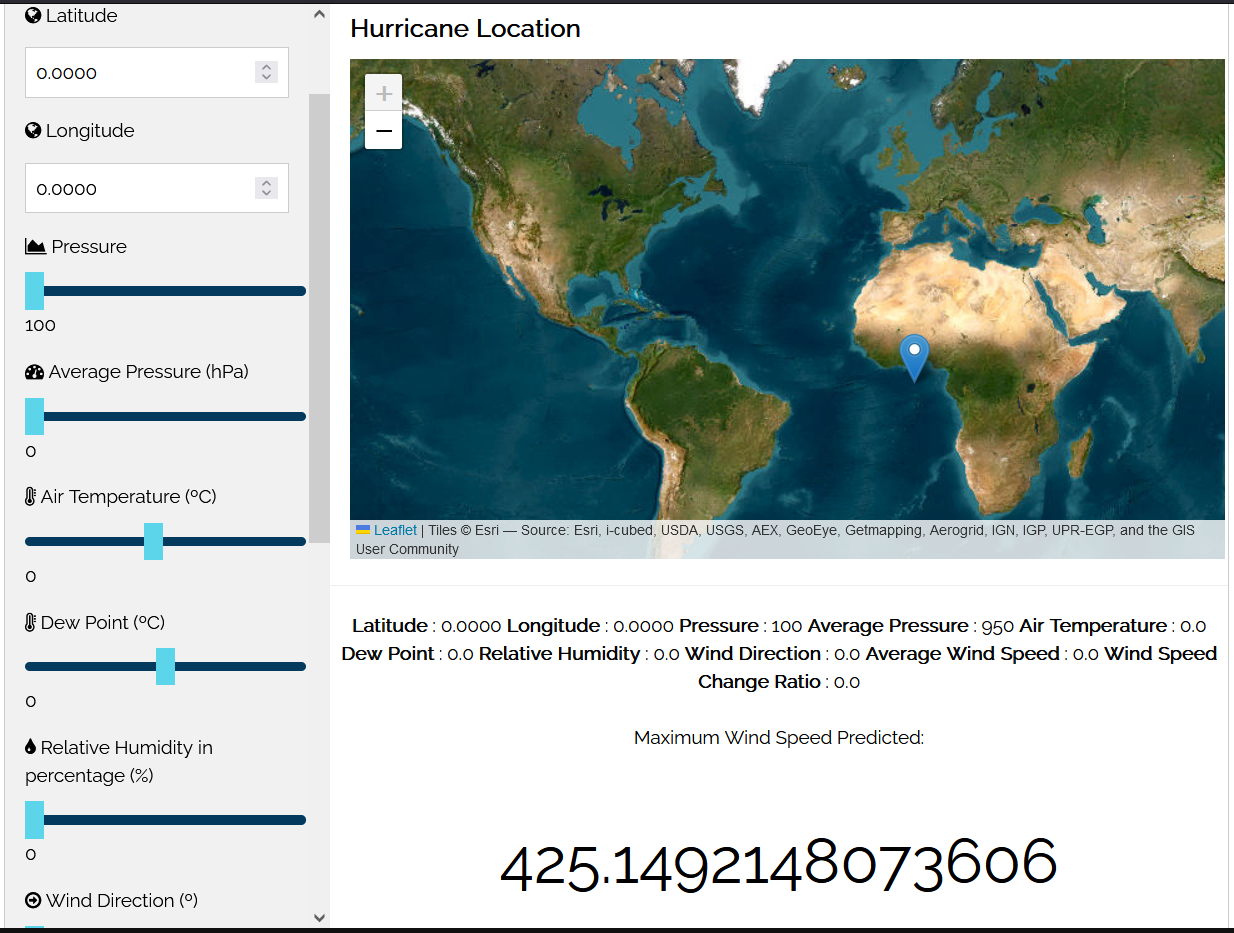 Latitude
0.0000
Longitude
0.0000
Pressure
100
Average Pressure (hPa)
0
Air Temperature (ºC)
0
Dew Point (ºC)
0
Relative Humidity in
percentage (%)
0
Wind Direction (º)
Hurricane Location
+
−
Leaflet | Tiles © Esri — Source: Esri, i-cubed, USDA, USGS, AEX, GeoEye, Getmapping, Aerogrid, IGN, IGP, UPR-EGP, and the GIS
User Community
Latitude : 0.0000 Longitude : 0.0000 Pressure : 100 Average Pressure : 950 Air Temperature : 0.0
Dew Point : 0.0 Relative Humidity : 0.0 Wind Direction : 0.0 Average Wind Speed : 0.0 Wind Speed
Change Ratio : 0.0
Maximum Wind Speed Predicted:
425.1492148073606